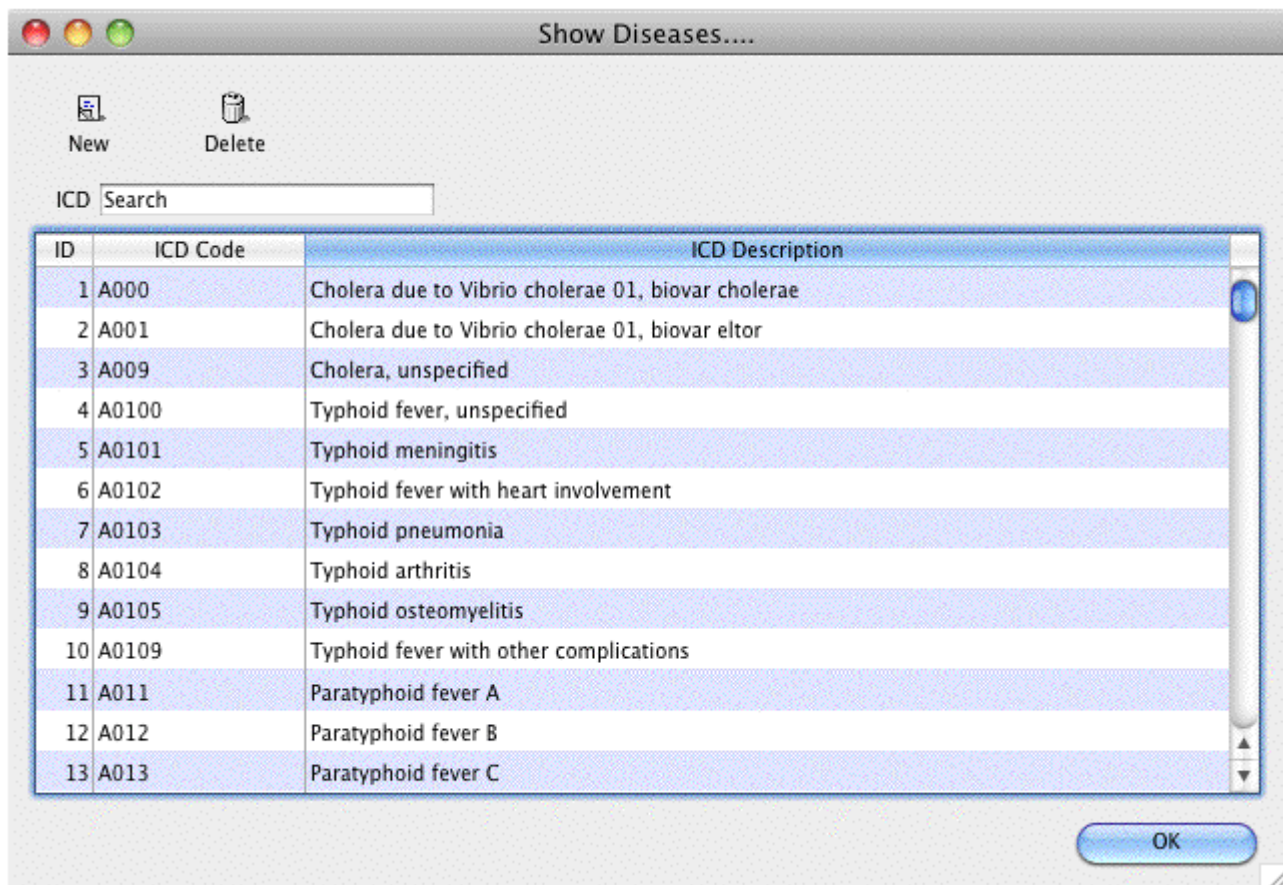 Show Diseases....
New Delete
ICD Search
ID ICD Code ICD Description
1 A000 Cholera due to Vibrio cholerae 01, biovar cholerae
2 A001 Cholera due to Vibrio cholerae 01, biovar eltor
3 A009 Cholera, unspecified
4 A0100 Typhoid fever, unspecified
5 A0101 Typhoid meningitis
6 A0102 Typhoid fever with heart involvement
7 A0103 Typhoid pneumonia
8 A0104 Typhoid arthritis
9 A0105 Typhoid osteomyelitis
10 A0109 Typhoid fever with other complications
11 A011 Paratyphoid fever A
12 A012 Paratyphoid fever B
13 A013 Paratyphoid fever C
OK